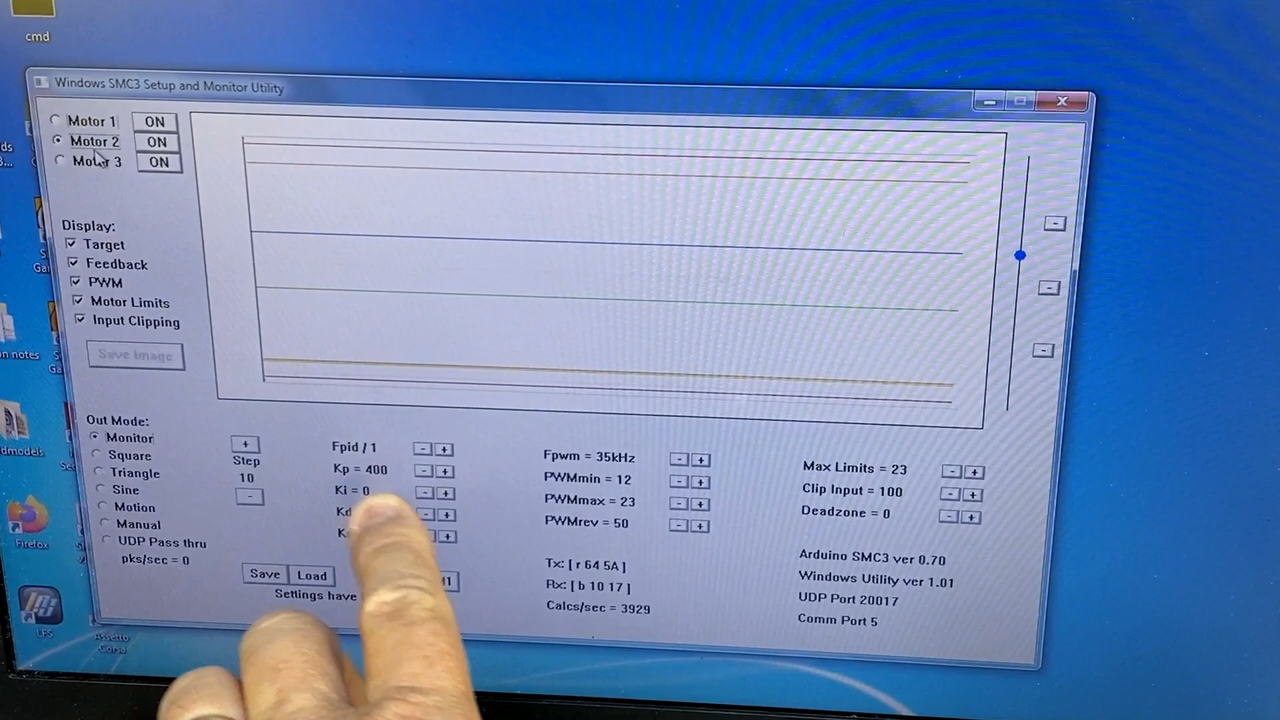 cmd
Windows SMC3 Setup and Monitor Utility
Motor 1 ON
Motor 2 ON
Motor 3 ON
Display:
Target
Feedback
PWM
Motor Limits
Input Clipping
Save Image
Out Mode:
Monitor
Square
Triangle
Sine
Motion
Manual
UDP Pass thru
pks/sec = 0
+
Step
10
-
Fpid / 1 - +
Kp = 400 - +
Ki = 0 - +
- +
- +
Save Load
Settings have
Fpwm = 35kHz - +
PWMmin = 12 - +
PWMmax = 23 - +
PWMrev = 50 - +
Tx: [ r 64 5A ]
Rx: [ b 10 17 ]
Calcs/sec = 3929
Max Limits = 23 - +
Clip Input = 100 - +
Deadzone = 0 - +
Arduino SMC3 ver 0.70
Windows Utility ver 1.01
UDP Port 20017
Comm Port 5
-
-
-
notes
Firefox
LFS
Assetto
Corsa